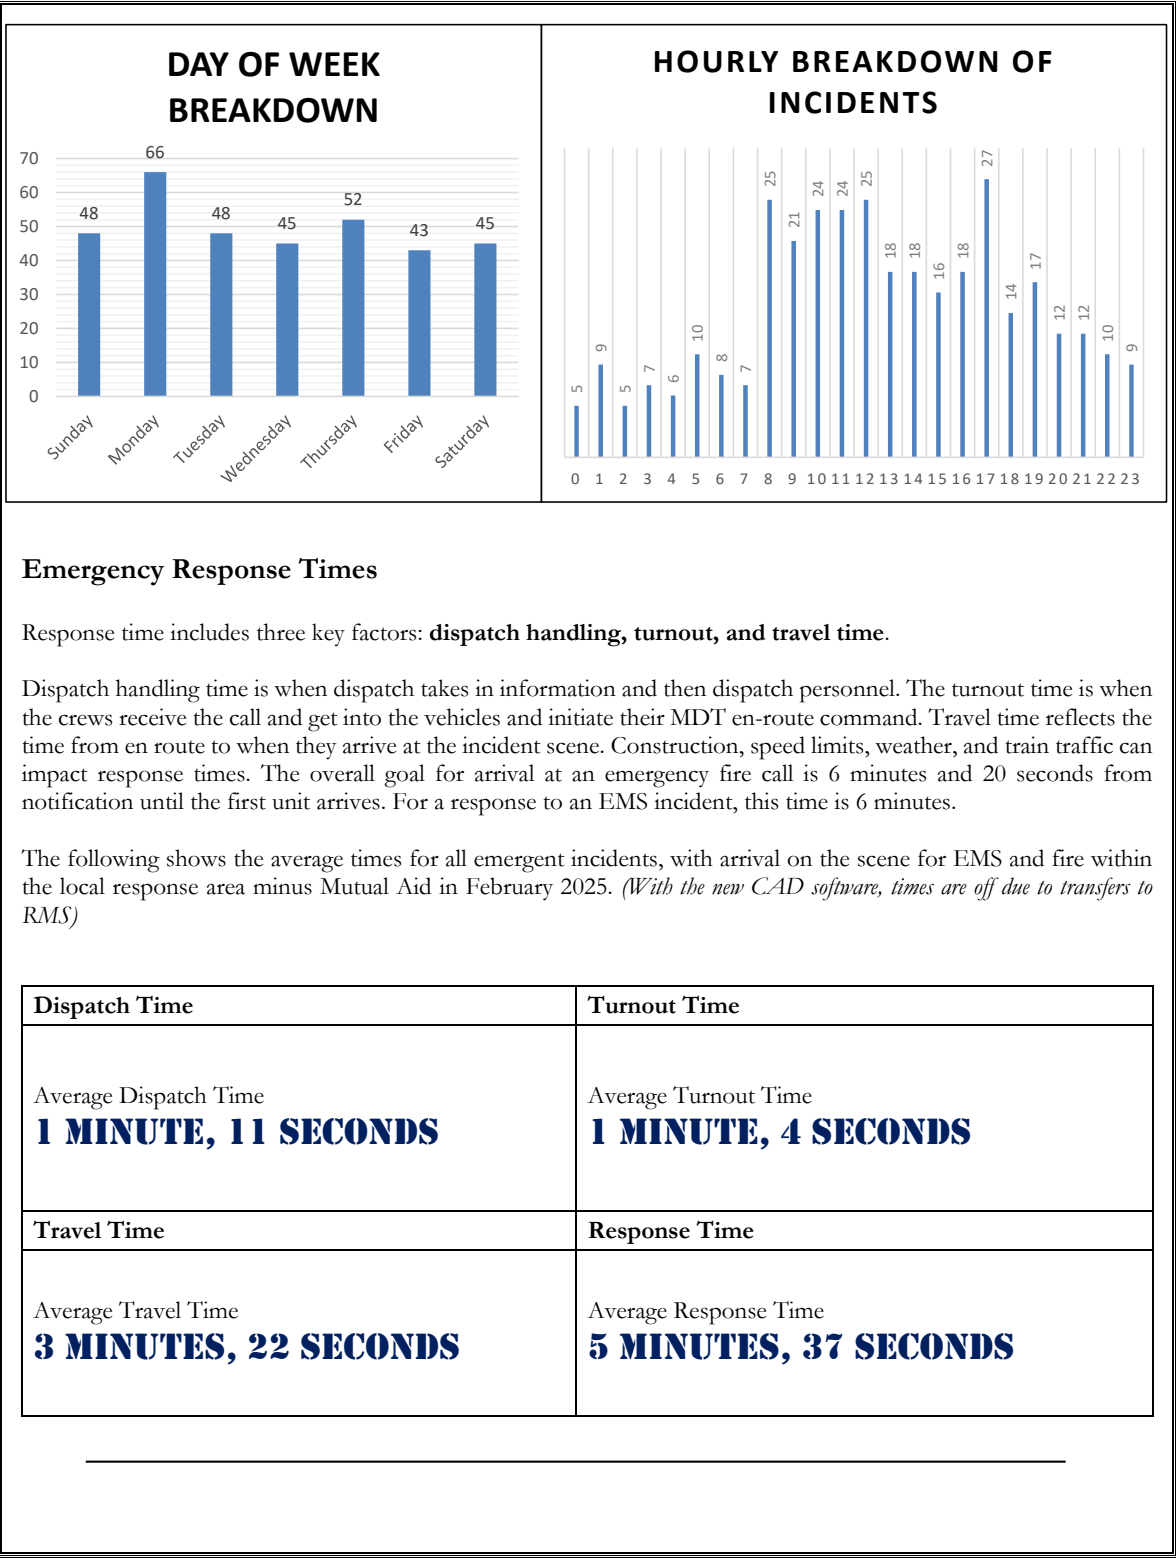 DAY OF WEEK
BREAKDOWN
70
60
50
40
30
20
10
0
48
66
48
45
52
43
45
Sunday
Monday
Tuesday
Wednesday
Thursday
Friday
Saturday
HOURLY BREAKDOWN OF
INCIDENTS
5
9
5
7
6
10
8
7
25
21
24
24
25
18
18
16
18
27
14
17
12
12
10
9
0 1 2 3 4 5 6 7 8 9 10 11 12 13 14 15 16 17 18 19 20 21 22 23
Emergency Response Times
Response time includes three key factors: dispatch handling, turnout, and travel time.
Dispatch handling time is when dispatch takes in information and then dispatch personnel. The turnout time is when
the crews receive the call and get into the vehicles and initiate their MDT en-route command. Travel time reflects the
time from en route to when they arrive at the incident scene. Construction, speed limits, weather, and train traffic can
impact response times. The overall goal for arrival at an emergency fire call is 6 minutes and 20 seconds from
notification until the first unit arrives. For a response to an EMS incident, this time is 6 minutes.
The following shows the average times for all emergent incidents, with arrival on the scene for EMS and fire within
the local response area minus Mutual Aid in February 2025. (With the new CAD software, times are off due to transfers to
RMS)
Dispatch Time
Average Dispatch Time
1 MINUTE, 11 SECONDS
Turnout Time
Average Turnout Time
1 MINUTE, 4 SECONDS
Travel Time
Average Travel Time
3 MINUTES, 22 SECONDS
Response Time
Average Response Time
5 MINUTES, 37 SECONDS